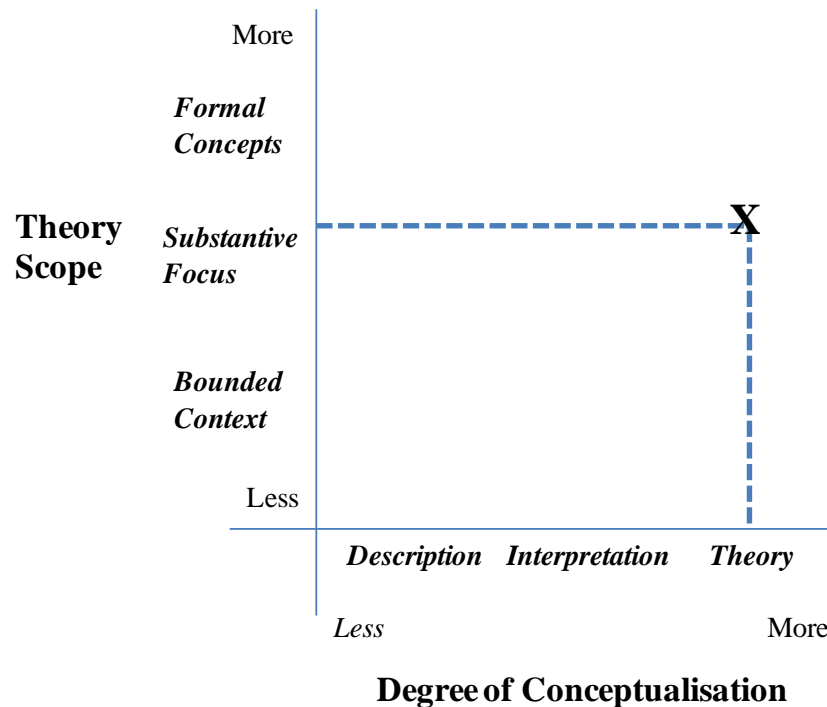 More
Formal
Concepts
Theory
Scope
Substantive
Focus
X
Bounded
Context
Less
Description Interpretation Theory
Less More
Degree of Conceptualisation